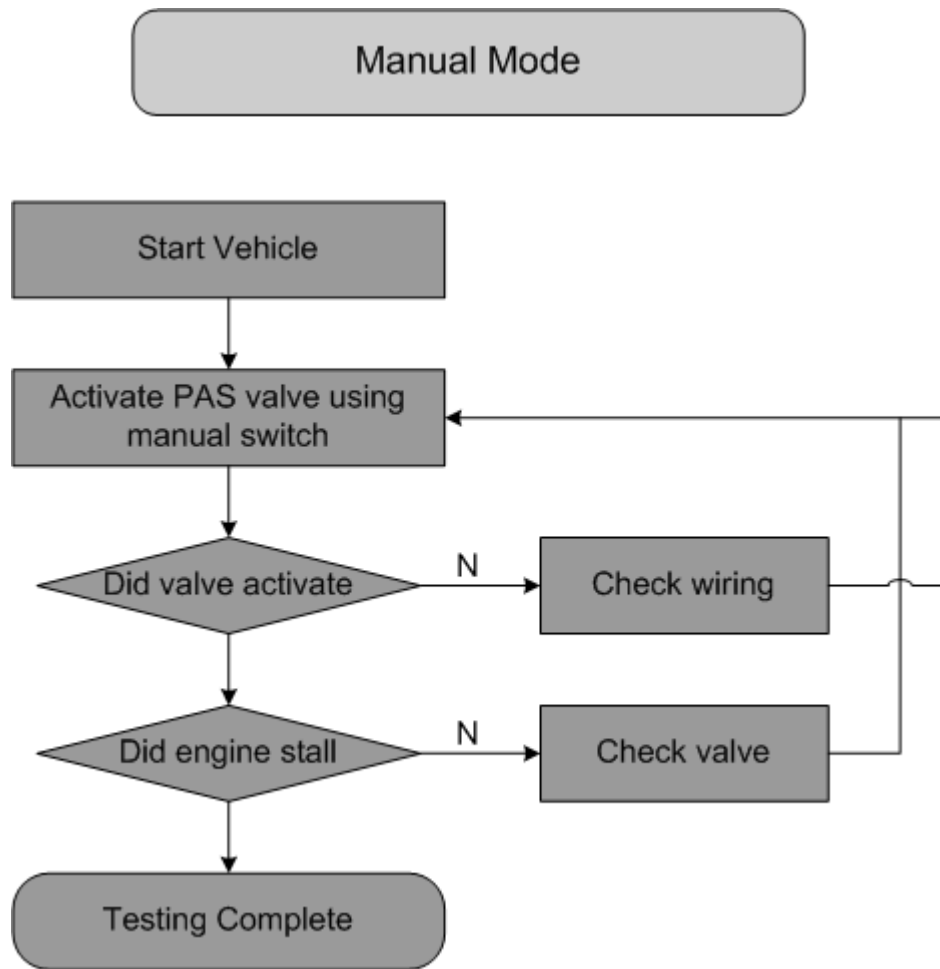 Manual Mode
Start Vehicle
Activate PAS valve using
manual switch
Did valve activate
N
Check wiring
Did engine stall
N
Check valve
Testing Complete